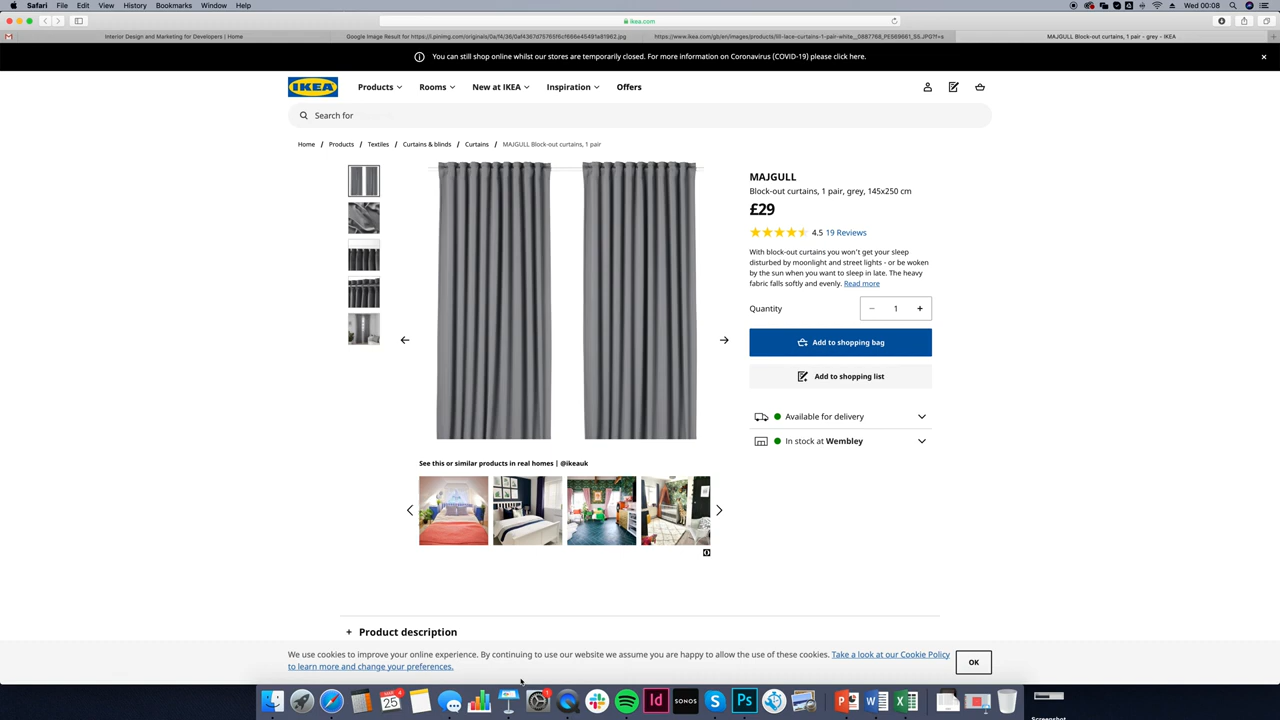 Safari File Edit View History Bookmarks Window Help Wed 00:08
ikea.com
Interior Design and Marketing for Developers | Home
Google Image Result for https://i.pinimg.com/originals/0a/f4/36/0af4367d75765f6cf666e45491a81962.jpg
MAJGULL Block-out curtains, 1 pair - grey - IKEA
You can still shop online whilst our stores are temporarily closed. For more information on Coronavirus (COVID-19) please click here.
IKEA Products Rooms New at IKEA Inspiration Offers
Search for
Home / Products / Textiles / Curtains & blinds / Curtains / MAJGULL Block-out curtains, 1 pair
MAJGULL
Block-out curtains, 1 pair, grey, 145x250 cm
£29
4.5 19 Reviews
With block-out curtains you won't get your sleep
disturbed by moonlight and street lights - or be woken
by the sun when you want to sleep in late. The heavy
fabric falls softly and evenly. Read more
Quantity 1
Add to shopping bag
Add to shopping list
Available for delivery
In stock at Wembley
See this or similar products in real homes | @ikeauk
+ Product description
We use cookies to improve your online experience. By continuing to use our website we assume you are happy to allow the use of these cookies. Take a look at our Cookie Policy
to learn more and change your preferences.
OK
25
4
1
Id
SONOS
Ps
Screenshot